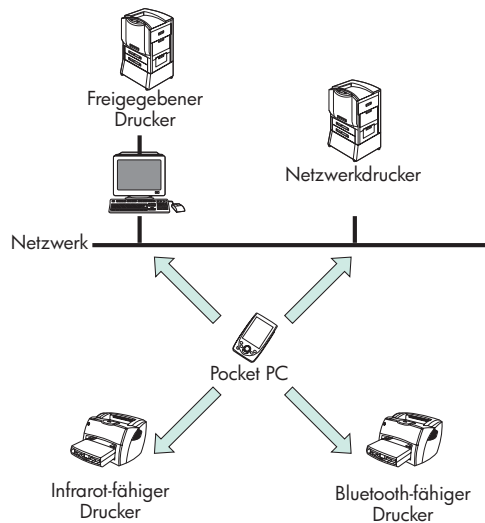 Freigegebener
Drucker
Netzwerkdrucker
Netzwerk
Pocket PC
Infrarot-fähiger
Drucker
Bluetooth-fähiger
Drucker